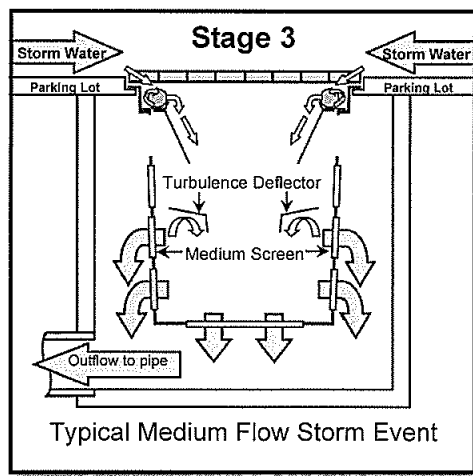 Stage 3
Storm Water
Storm Water
Parking Lot
Parking Lot
Turbulence Deflector
Medium Screen
Outflow to pipe
Typical Medium Flow Storm Event